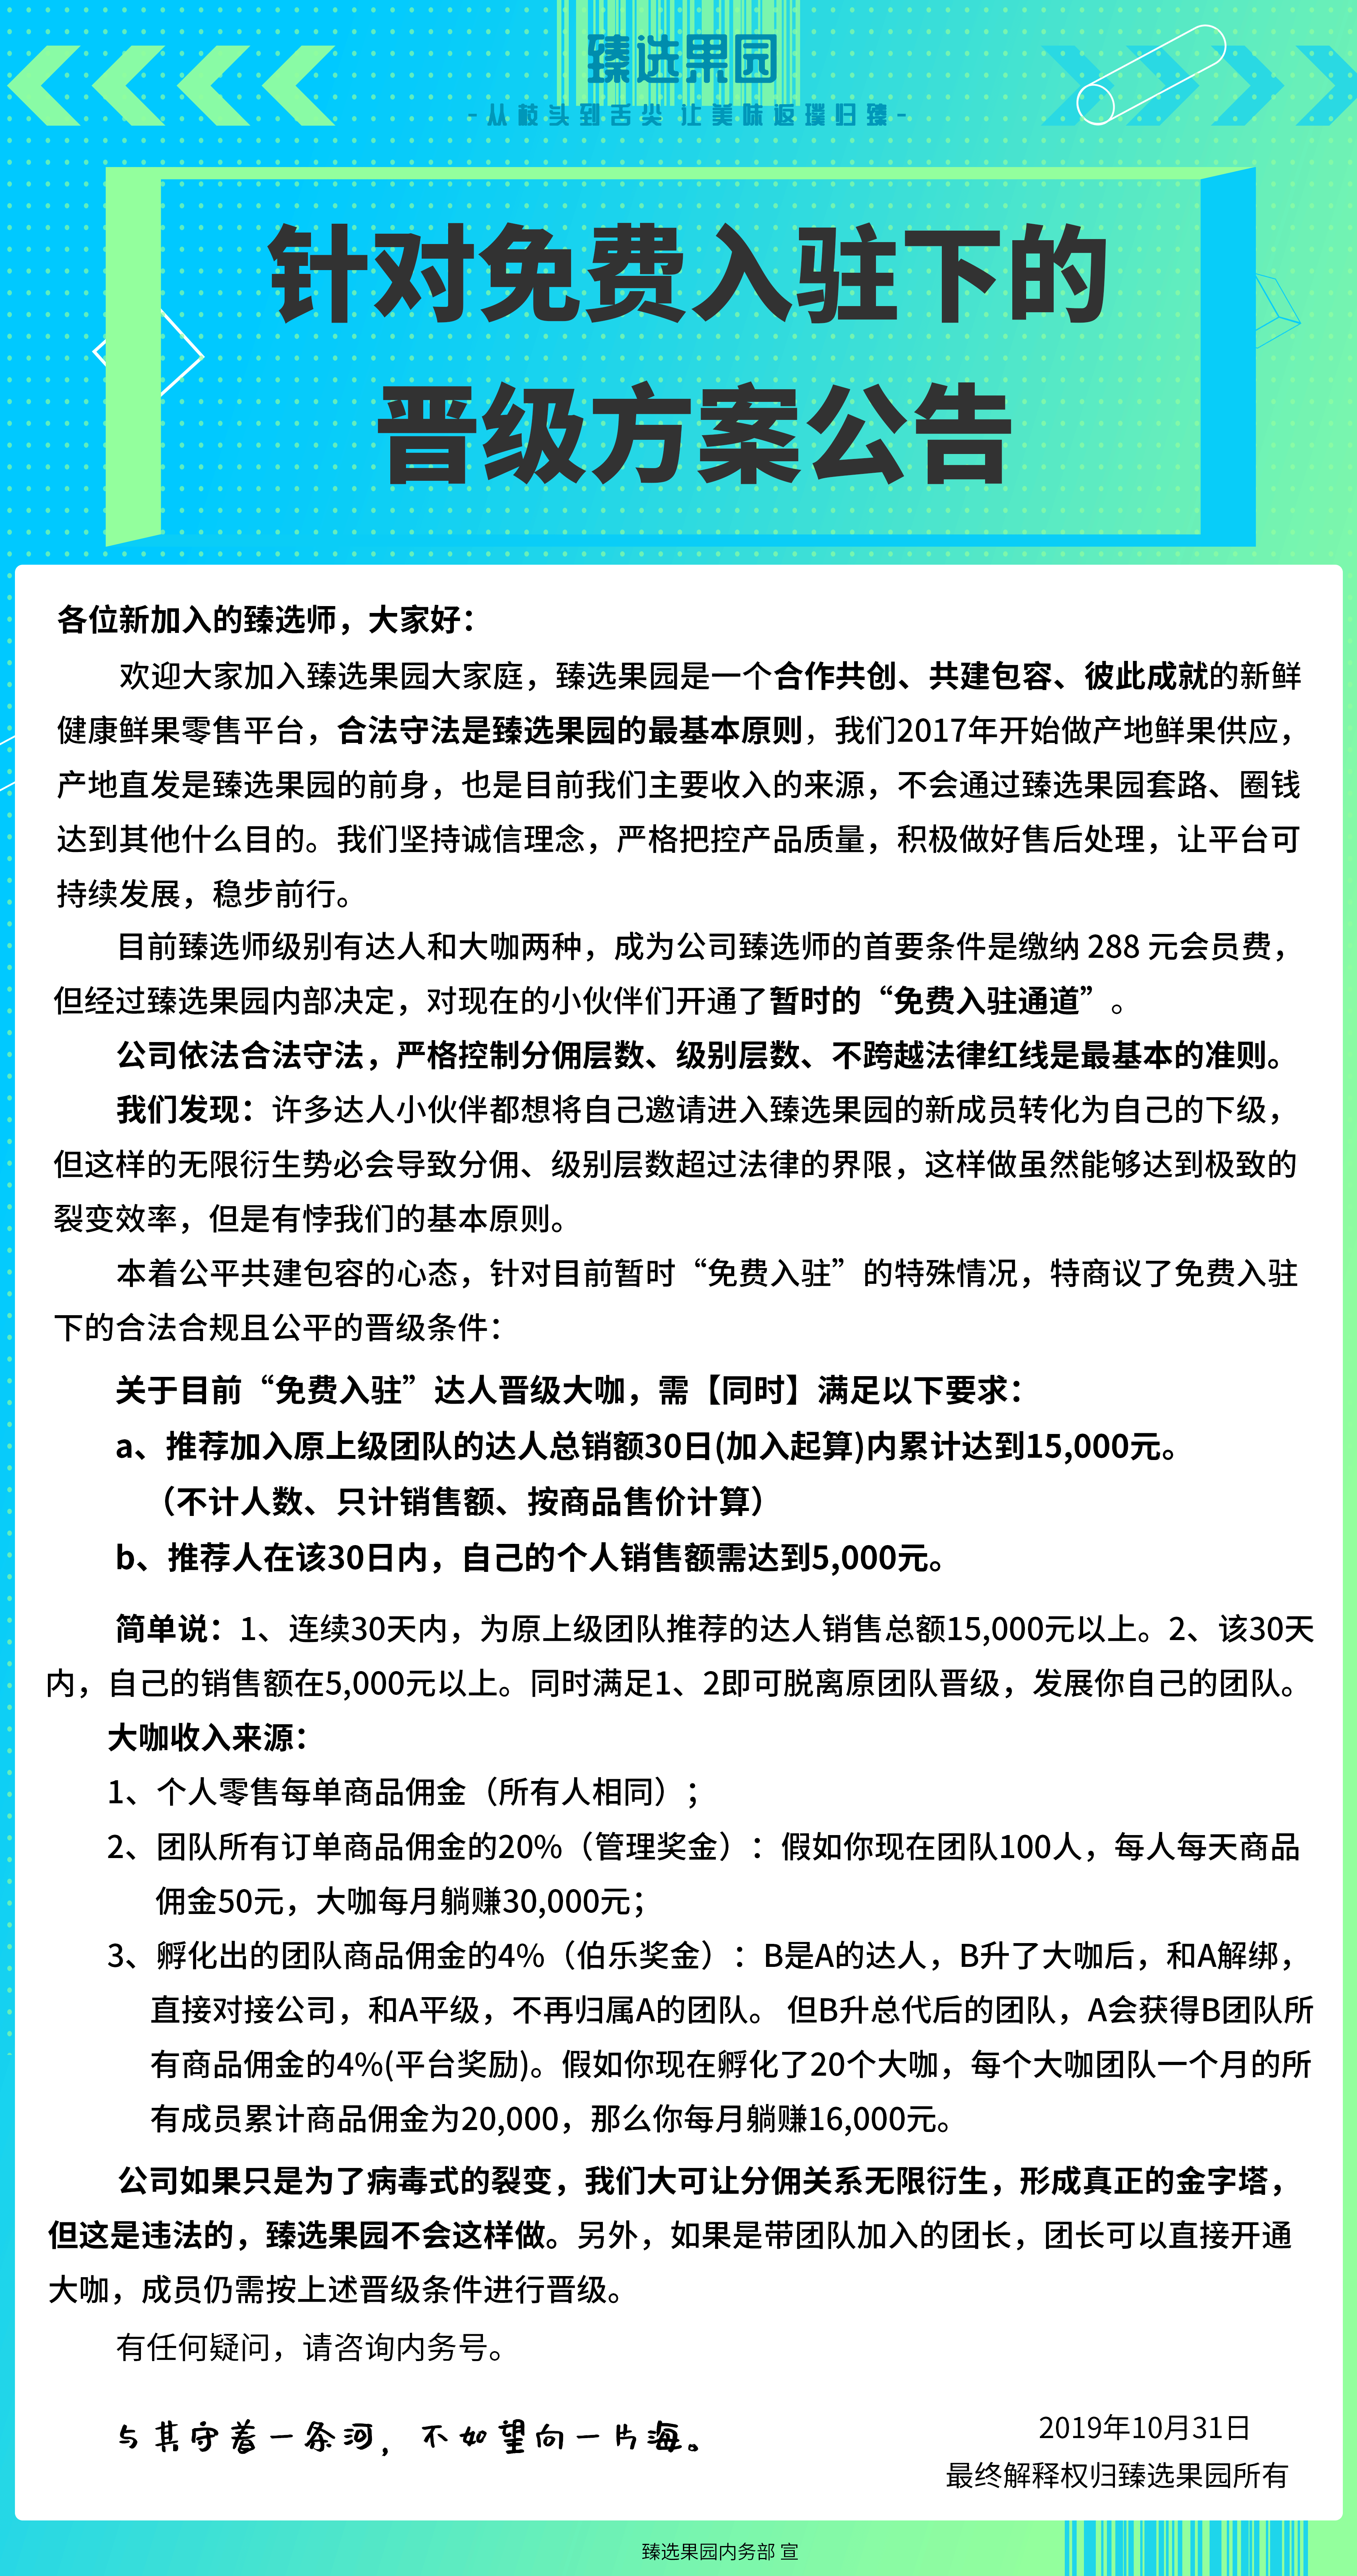 臻选果园
-从枝头到舌尖 让美味返璞归臻-
针对免费入驻下的
晋级方案公告
各位新加入的臻选师，大家好：
欢迎大家加入臻选果园大家庭，臻选果园是一个合作共创、共建包容、彼此成就的新鲜
健康鲜果零售平台，合法守法是臻选果园的最基本原则，我们2017年开始做产地鲜果供应，
产地直发是臻选果园的前身，也是目前我们主要收入的来源，不会通过臻选果园套路、圈钱
达到其他什么目的。我们坚持诚信理念，严格把控产品质量，积极做好售后处理，让平台可
持续发展，稳步前行。
目前臻选师级别有达人和大咖两种，成为公司臻选师的首要条件是缴纳 288 元会员费，
但经过臻选果园内部决定，对现在的小伙伴们开通了暂时的“免费入驻通道”。
公司依法合法守法，严格控制分佣层数、级别层数、不跨越法律红线是最基本的准则。
我们发现：许多达人小伙伴都想将自己邀请进入臻选果园的新成员转化为自己的下级，
但这样的无限衍生势必会导致分佣、级别层数超过法律的界限，这样做虽然能够达到极致的
裂变效率，但是有悖我们的基本原则。
本着公平共建包容的心态，针对目前暂时“免费入驻”的特殊情况，特商议了免费入驻
下的合法合规且公平的晋级条件：
关于目前“免费入驻”达人晋级大咖，需【同时】满足以下要求：
a、推荐加入原上级团队的达人总销额30日(加入起算)内累计达到15,000元。
（不计人数、只计销售额、按商品售价计算）
b、推荐人在该30日内，自己的个人销售额需达到5,000元。
简单说：1、连续30天内，为原上级团队推荐的达人销售总额15,000元以上。2、该30天
内，自己的销售额在5,000元以上。同时满足1、2即可脱离原团队晋级，发展你自己的团队。
大咖收入来源：
1、个人零售每单商品佣金（所有人相同）；
2、团队所有订单商品佣金的20%（管理奖金）：假如你现在团队100人，每人每天商品
佣金50元，大咖每月躺赚30,000元；
3、孵化出的团队商品佣金的4%（伯乐奖金）：B是A的达人，B升了大咖后，和A解绑，
直接对接公司，和A平级，不再归属A的团队。 但B升总代后的团队，A会获得B团队所
有商品佣金的4%(平台奖励)。假如你现在孵化了20个大咖，每个大咖团队一个月的所
有成员累计商品佣金为20,000，那么你每月躺赚16,000元。
公司如果只是为了病毒式的裂变，我们大可让分佣关系无限衍生，形成真正的金字塔，
但这是违法的，臻选果园不会这样做。另外，如果是带团队加入的团长，团长可以直接开通
大咖，成员仍需按上述晋级条件进行晋级。
有任何疑问，请咨询内务号。
与其守着一条河，不如望向一片海。
2019年10月31日
最终解释权归臻选果园所有
臻选果园内务部 宣